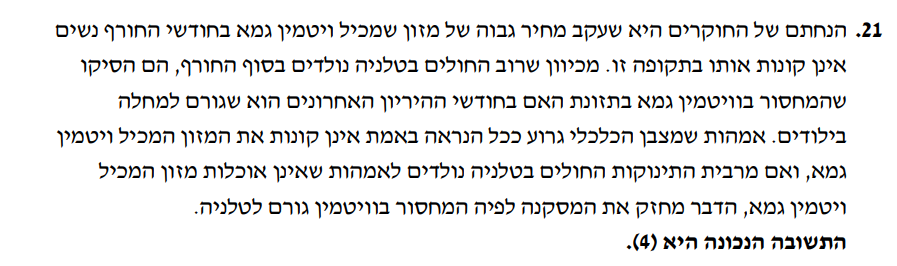 21. הנחתם של החוקרים היא שעקב מחיר גבוה של מזון שמכיל ויטמין גמא בחודשי החורף נשים
אינן קונות אותו בתקופה זו. מכיוון שרוב החולים בטלניה נולדים בסוף החורף, הם הסיקו
שהמחסור בוויטמין גמא בתזונת האם בחודשי ההיריון האחרונים הוא שגורם למחלה
בילודים. אמהות שמצבן הכלכלי גרוע ככל הנראה באמת אינן קונות את המזון המכיל ויטמין
גמא, ואם מרבית התינוקות החולים בטלניה נולדים לאמהות שאינן אוכלות מזון המכיל
ויטמין גמא, הדבר מחזק את המסקנה לפיה המחסור בוויטמין גורם לטלניה.
התשובה הנכונה היא (4).